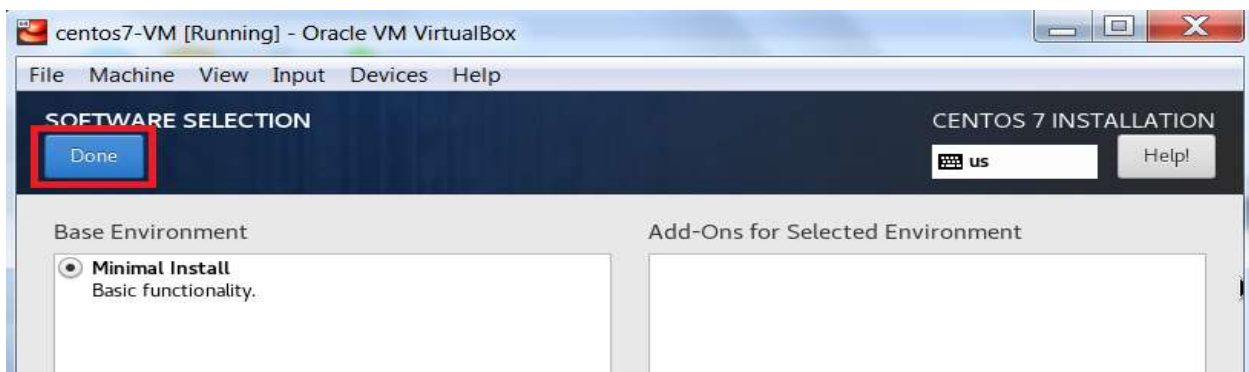 centos7-VM [Running] - Oracle VM VirtualBox
File Machine View Input Devices Help
SOFTWARE SELECTION
CENTOS 7 INSTALLATION
Done
us
Help!
Base Environment
Add-Ons for Selected Environment
Minimal Install
Basic functionality.